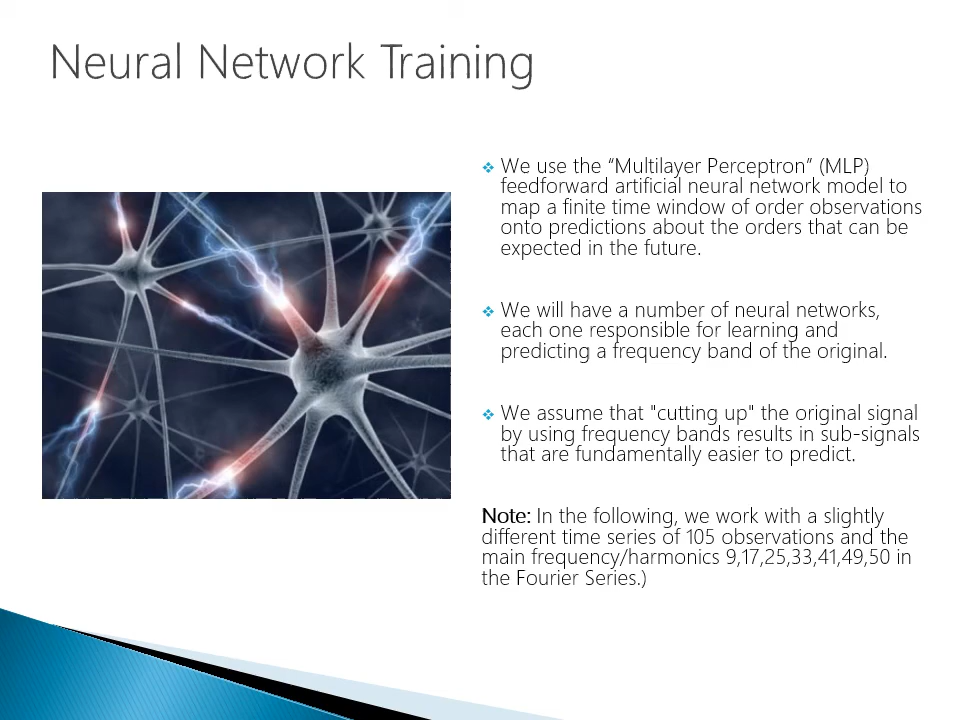 Neural Network Training
❖ We use the “Multilayer Perceptron” (MLP)
feedforward artificial neural network model to
map a finite time window of order observations
onto predictions about the orders that can be
expected in the future.
❖ We will have a number of neural networks,
each one responsible for learning and
predicting a frequency band of the original.
❖ We assume that "cutting up" the original signal
by using frequency bands results in sub-signals
that are fundamentally easier to predict.
Note: In the following, we work with a slightly
different time series of 105 observations and the
main frequency/harmonics 9,17,25,33,41,49,50 in
the Fourier Series.)